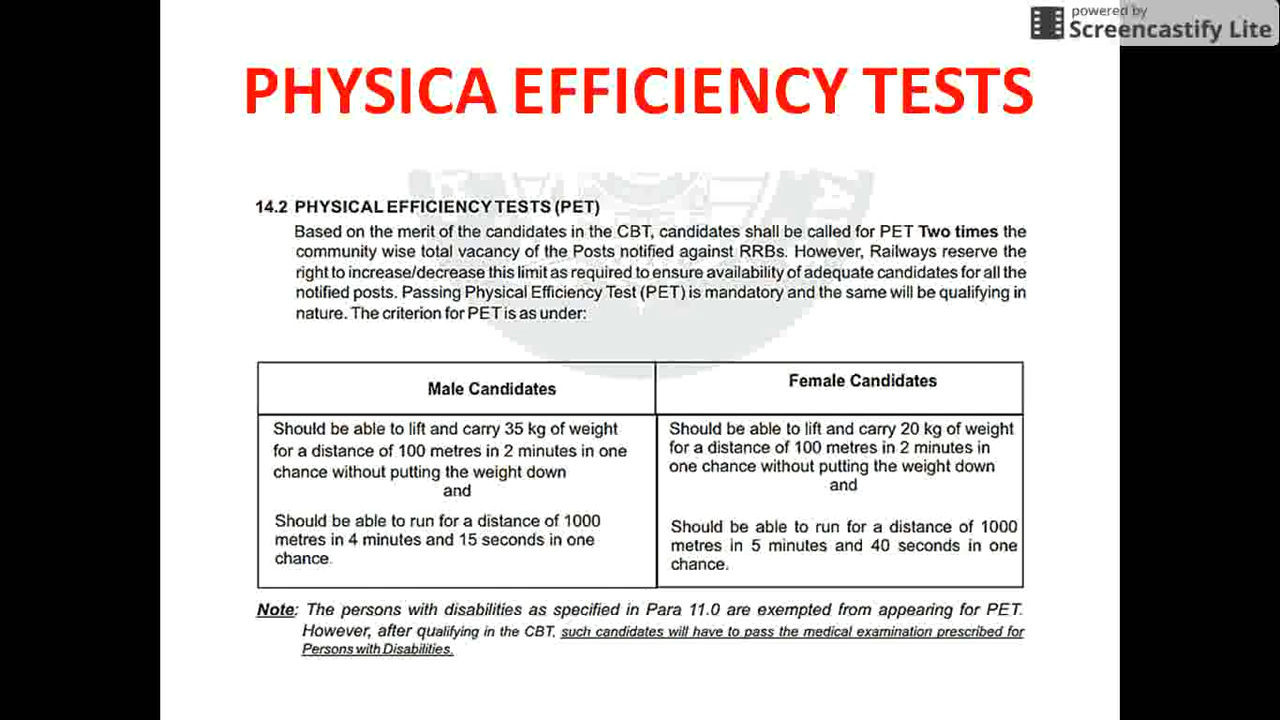 powered by
Screencastify Lite
PHYSICA EFFICIENCY TESTS
14.2 PHYSICAL EFFICIENCY TESTS (PET)
Based on the merit of the candidates in the CBT, candidates shall be called for PET Two times the
community wise total vacancy of the Posts notified against RRBs. However, Railways reserve the
right to increase/decrease this limit as required to ensure availability of adequate candidates for all the
notified posts. Passing Physical Efficiency Test (PET) is mandatory and the same will be qualifying in
nature. The criterion for PET is as under:
Male Candidates
Should be able to lift and carry 35 kg of weight
for a distance of 100 metres in 2 minutes in one
chance without putting the weight down
and
Should be able to run for a distance of 1000
metres in 4 minutes and 15 seconds in one
chance.
Female Candidates
Should be able to lift and carry 20 kg of weight
for a distance of 100 metres in 2 minutes in
one chance without putting the weight down
and
Should be able to run for a distance of 1000
metres in 5 minutes and 40 seconds in one
chance.
Note: The persons with disabilities as specified in Para 11.0 are exempted from appearing for PET.
However, after qualifying in the CBT, such candidates will have to pass the medical examination prescribed for
Persons with Disabilities.